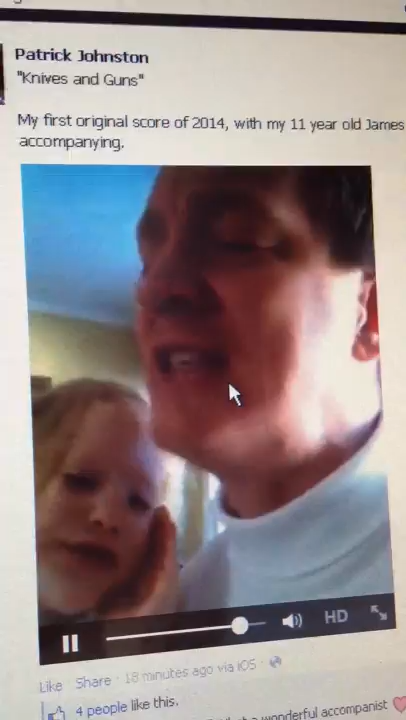 Patrick Johnston
"Knives and Guns"
My first original score of 2014, with my 11 year old James
accompanying.
HD
Like Share · 18 minutes ago via iOS ·
4 people like this.
wonderful accompanist